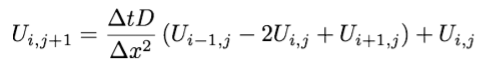 U_{i,j+1} = \frac{\Delta t D}{\Delta x^2} (U_{i-1,j} - 2U_{i,j} + U_{i+1,j}) + U_{i,j}